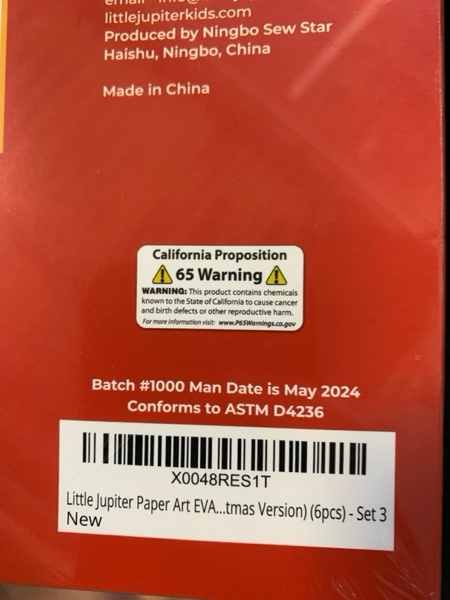 littlejupiterkids.com
Produced by Ningbo Sew Star
Haishu, Ningbo, China
Made in China
California Proposition
65 Warning
WARNING: This product contains chemicals
known to the State of California to cause cancer
and birth defects or other reproductive harm.
For more information visit: www.P65Warnings.ca.gov
Batch #1000 Man Date is May 2024
Conforms to ASTM D4236
X0048RES1T
Little Jupiter Paper Art EVA...tmas Version) (6pcs) - Set 3
New